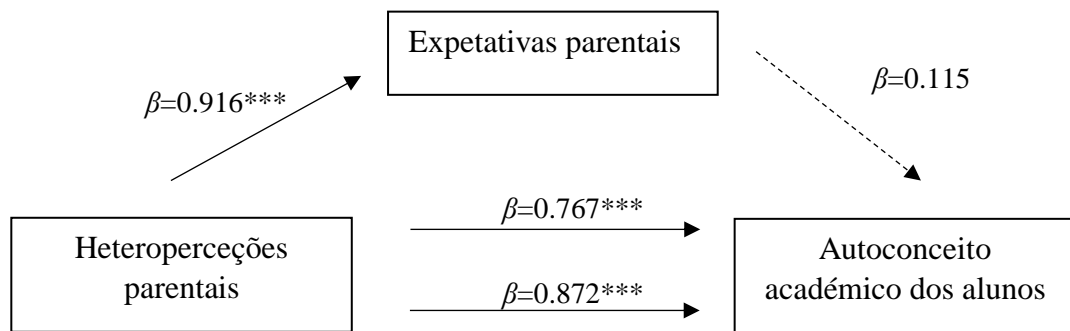 Expetativas parentais
β=0.115
β=0.916***
β=0.767***
Heteroperceções
parentais
Autoconceito
académico dos alunos
β=0.872***